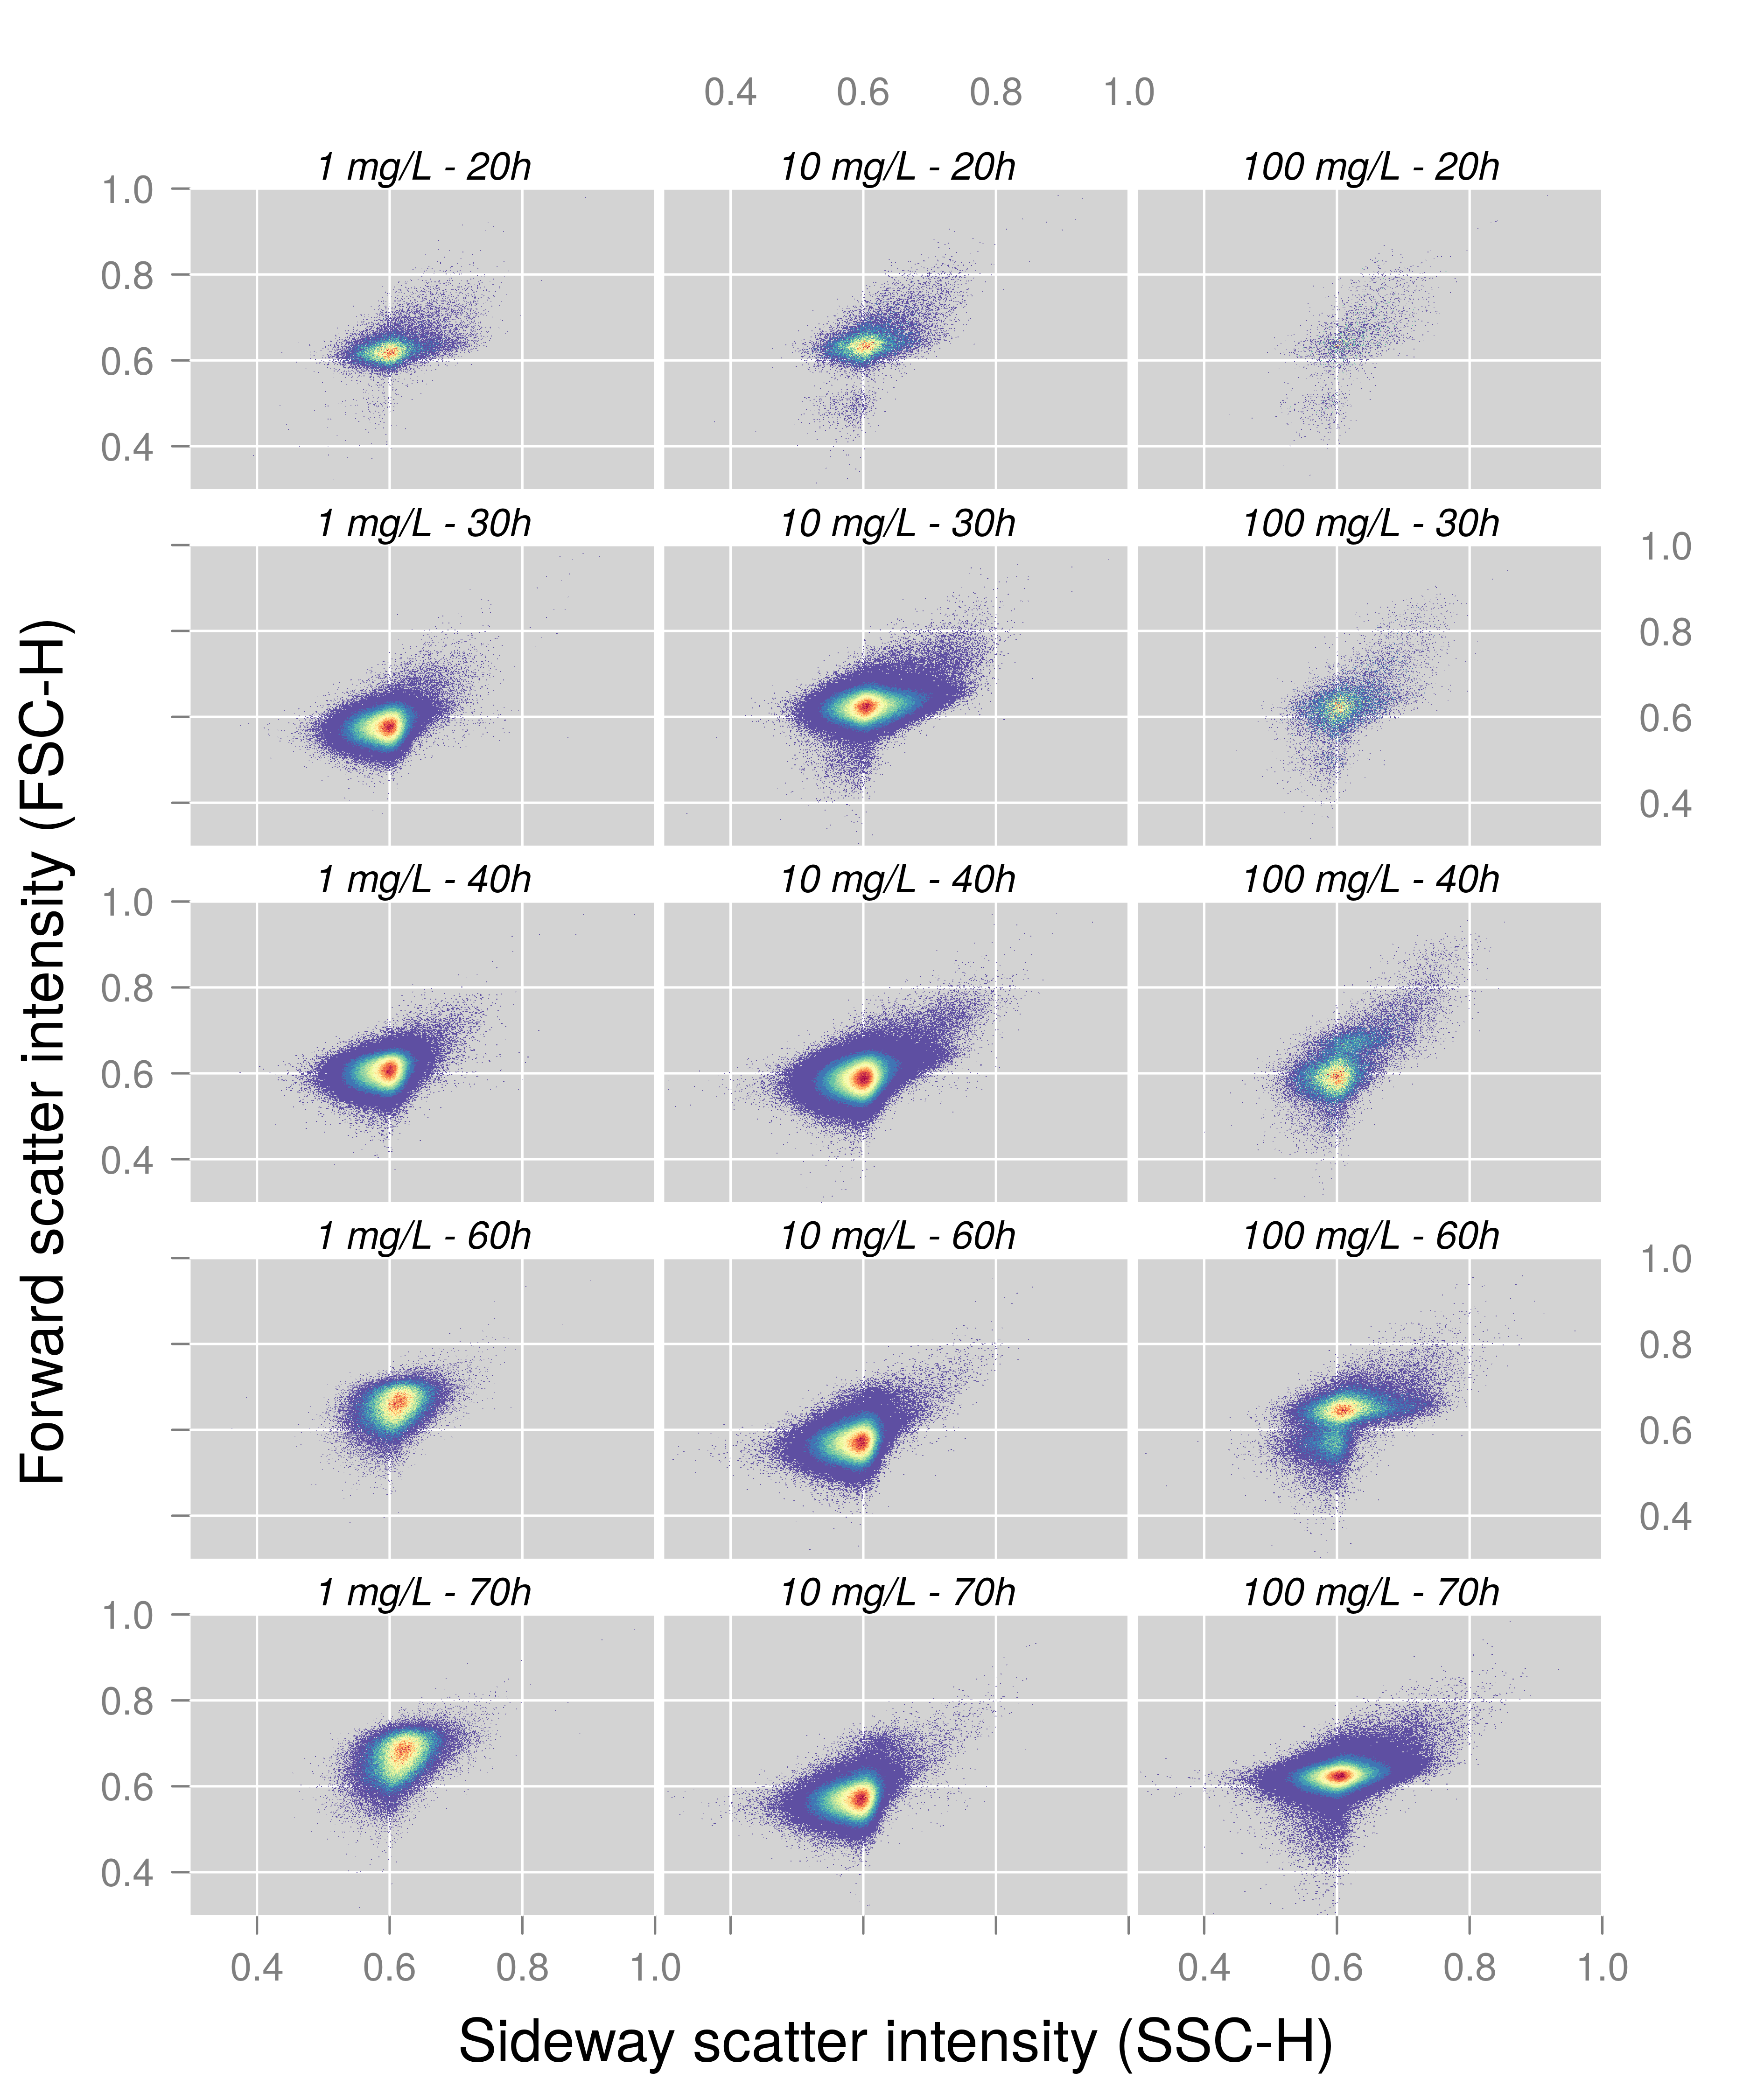 0.4 0.6 0.8 1.0
1 mg/L - 20h 10 mg/L - 20h 100 mg/L - 20h
1.0
0.8
0.6
0.4
1 mg/L - 30h 10 mg/L - 30h 100 mg/L - 30h
1.0
0.8
0.6
0.4
1 mg/L - 40h 10 mg/L - 40h 100 mg/L - 40h
1.0
0.8
0.6
0.4
1 mg/L - 60h 10 mg/L - 60h 100 mg/L - 60h
1.0
0.8
0.6
0.4
1 mg/L - 70h 10 mg/L - 70h 100 mg/L - 70h
1.0
0.8
0.6
0.4
0.4 0.6 0.8 1.0 0.4 0.6 0.8 1.0
Sideway scatter intensity (SSC-H)
Forward scatter intensity (FSC-H)